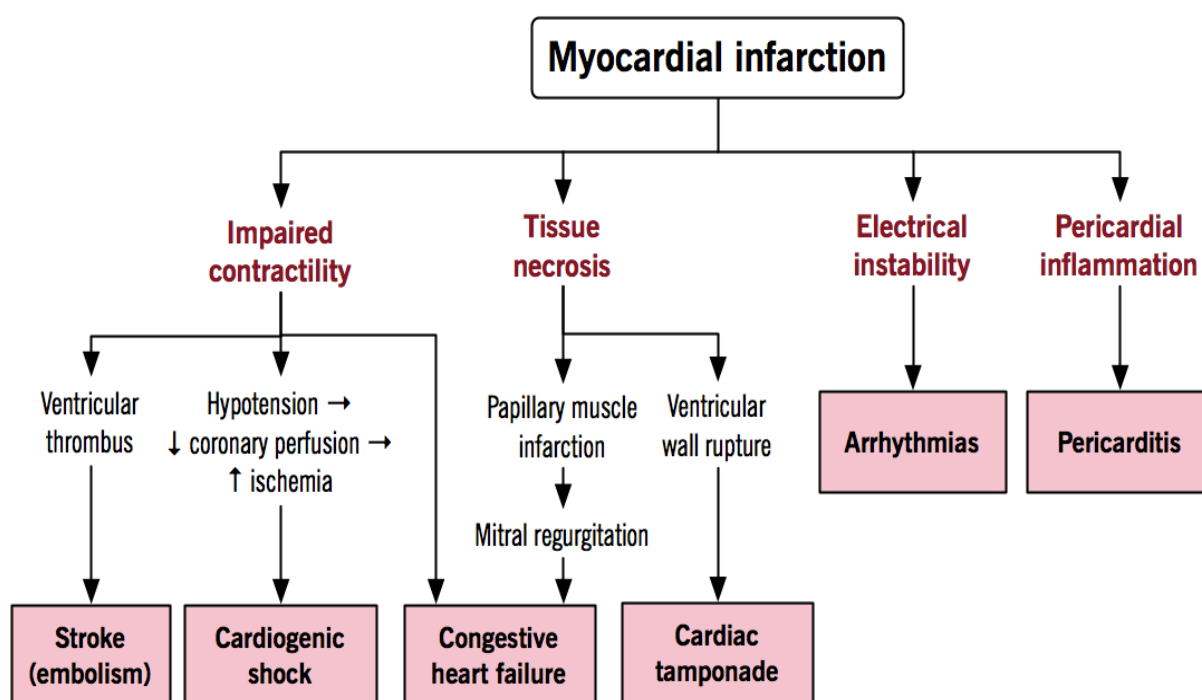 Myocardial infarction
Impaired
contractility
Tissue
necrosis
Electrical
instability
Pericardial
inflammation
Ventricular
thrombus
Hypotension →
↓ coronary perfusion →
↑ ischemia
Papillary muscle
infarction
Mitral regurgitation
Ventricular
wall rupture
Arrhythmias
Pericarditis
Stroke
(embolism)
Cardiogenic
shock
Congestive
heart failure
Cardiac
tamponade